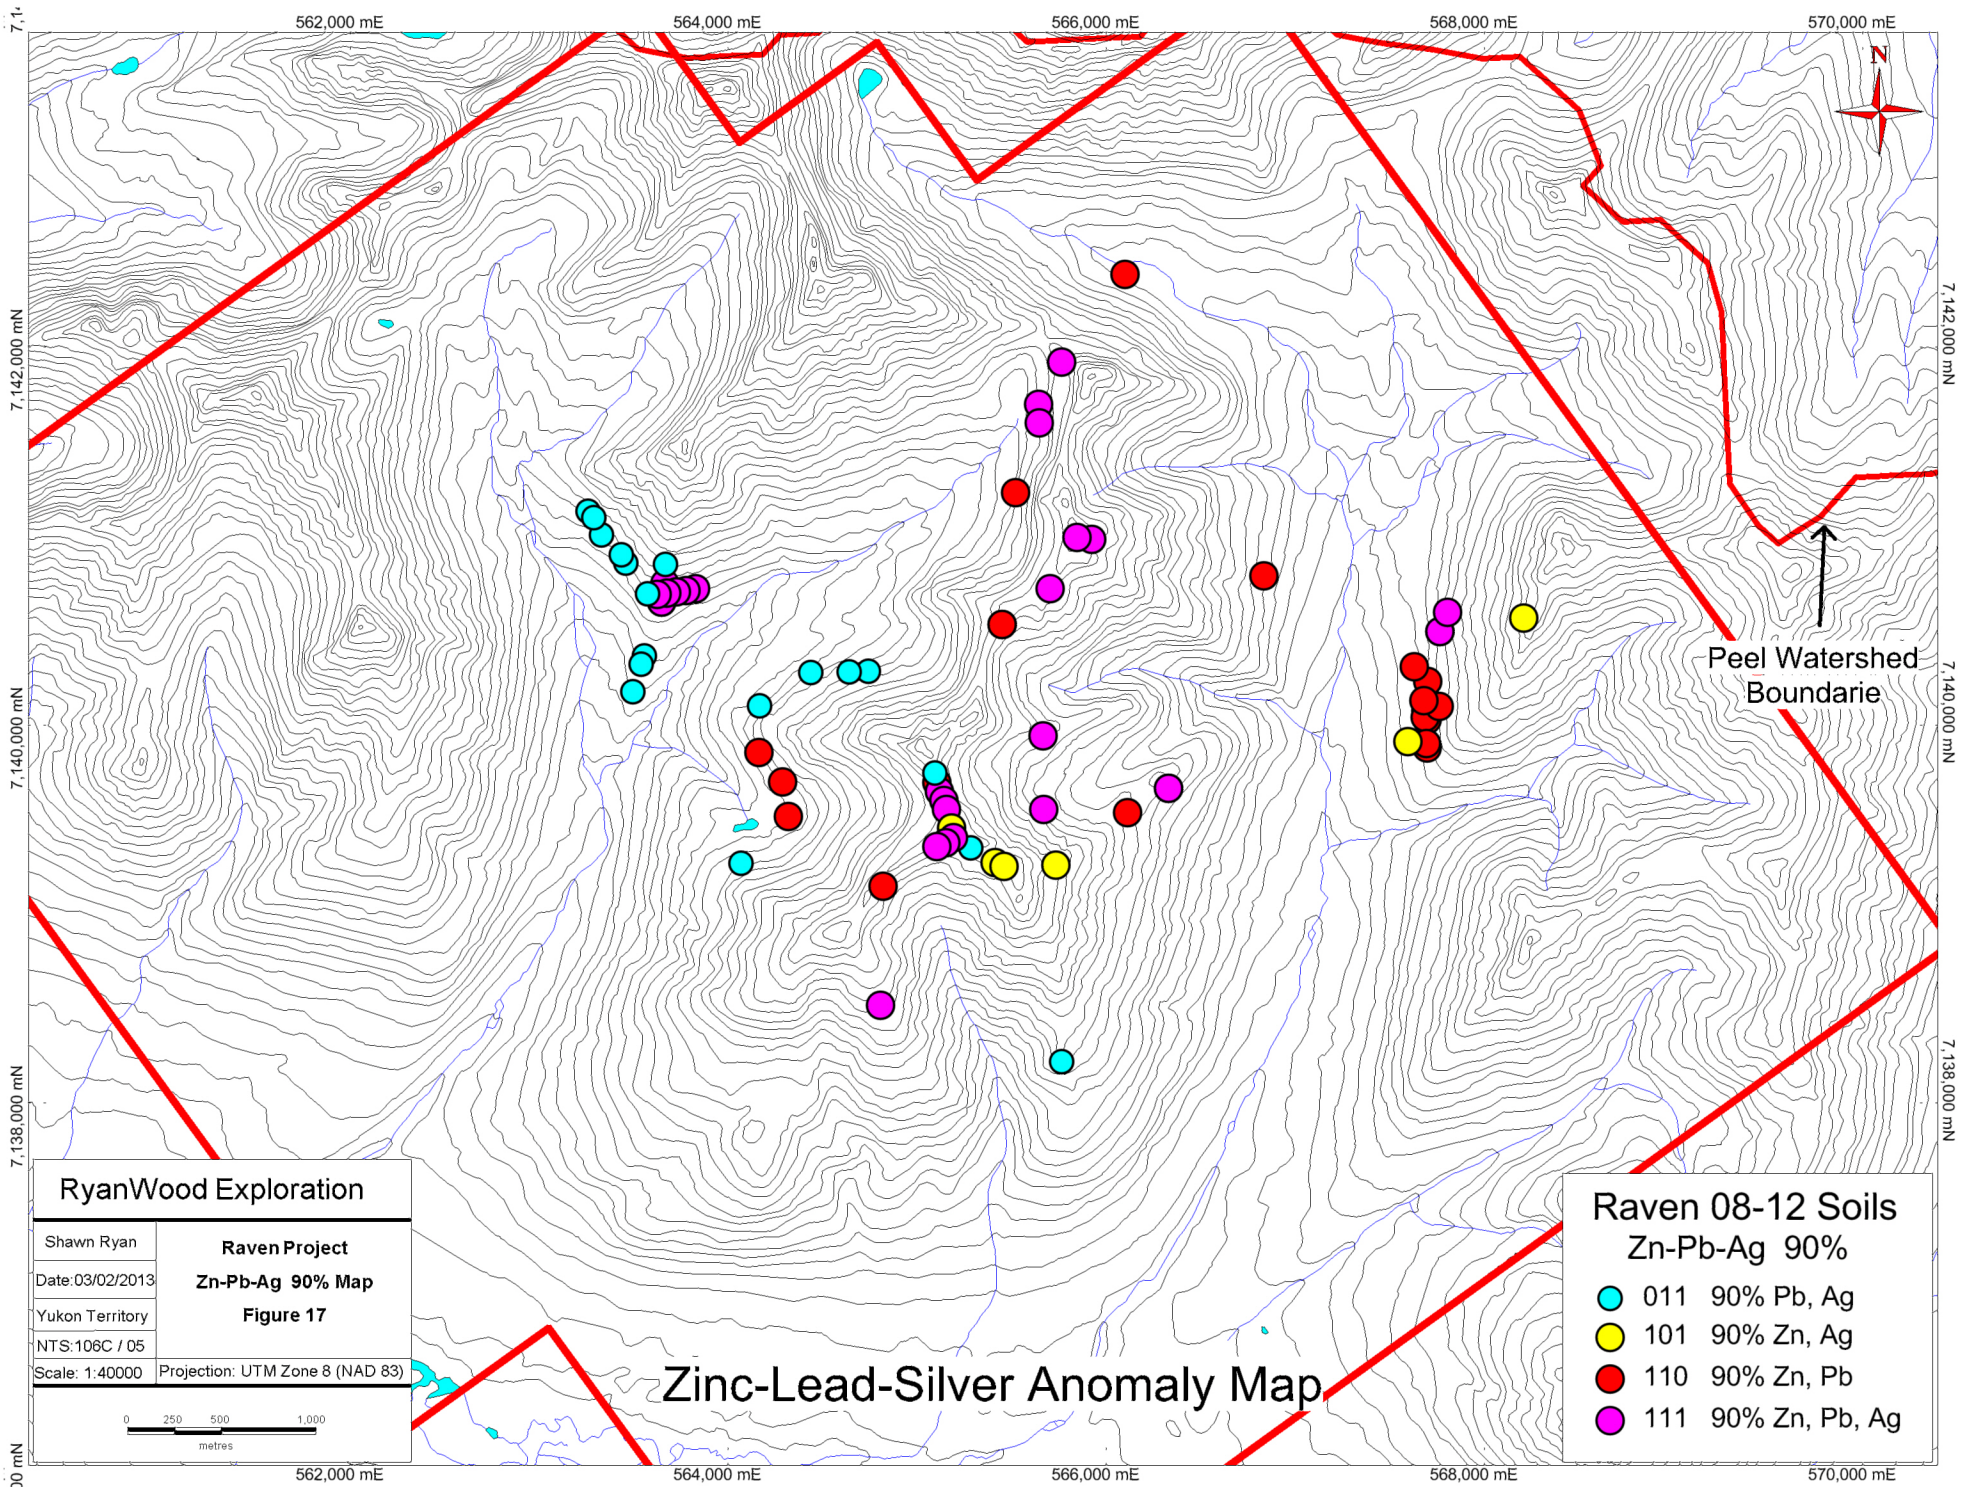 562,000 mE
564,000 mE
566,000 mE
568,000 mE
570,000 mE
7,14
N
7,142,000 mN
7,142,000 mN
Peel Watershed
Boundarie
7,140,000 mN
7,140,000 mN
7,138,000 mN
7,138,000 mN
RyanWood Exploration
Shawn Ryan
Date:03/02/2013
Yukon Territory
NTS:106C / 05
Scale: 1:40000
Raven Project
Zn-Pb-Ag 90% Map
Figure 17
Projection: UTM Zone 8 (NAD 83)
0 250 500 1,000
metres
Zinc-Lead-Silver Anomaly Map
Raven 08-12 Soils
Zn-Pb-Ag 90%
011 90% Pb, Ag
101 90% Zn, Ag
110 90% Zn, Pb
111 90% Zn, Pb, Ag
00 mN
562,000 mE
564,000 mE
566,000 mE
568,000 mE
570,000 mE